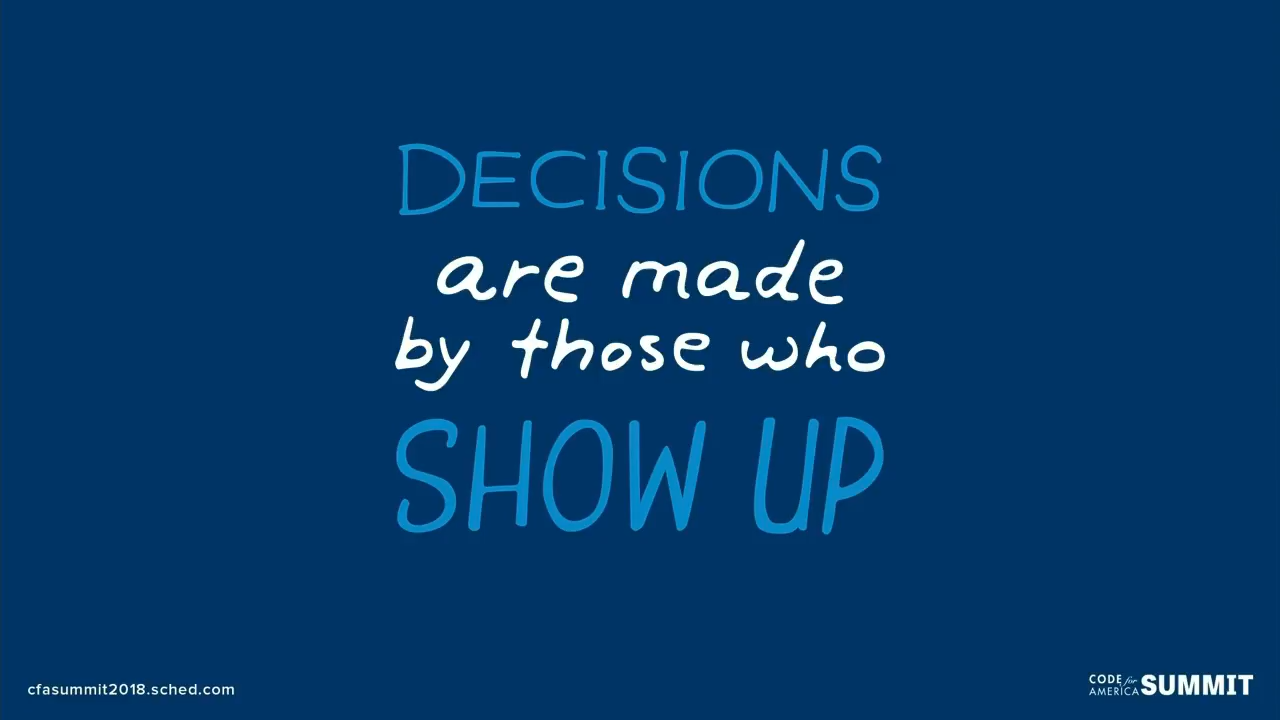 DECISIONS
are made
by those who
SHOW UP
cfasummit2018.sched.com
CODE for
AMERICA SUMMIT